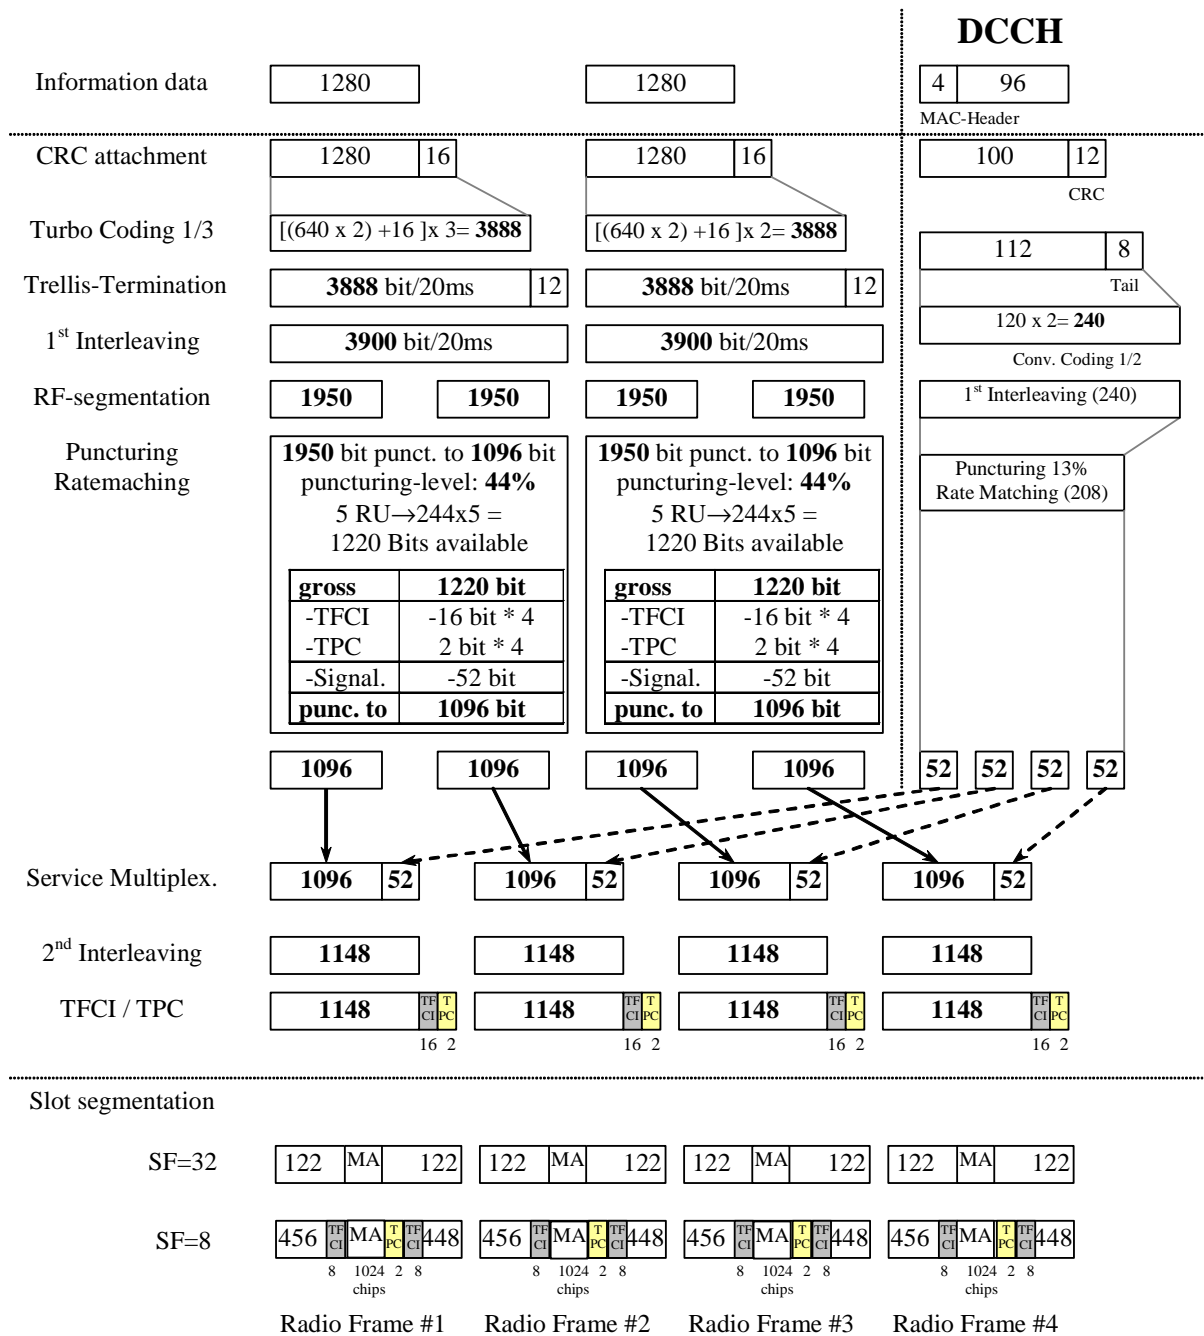 DCCH
Information data 1280 1280 4 96
MAC-Header
CRC attachment 1280 16 1280 16 100 12
CRC
Turbo Coding 1/3 [(640 x 2) +16 ]x 3= 3888 [(640 x 2) +16 ]x 2= 3888
112 8
Trellis-Termination 3888 bit/20ms 12 3888 bit/20ms 12
Tail
120 x 2= 240
1st Interleaving 3900 bit/20ms 3900 bit/20ms
Conv. Coding 1/2
RF-segmentation 1950 1950 1950 1950 1st Interleaving (240)
Puncturing
Ratemaching
1950 bit punct. to 1096 bit
puncturing-level: 44%
5 RU→244x5 =
1220 Bits available
gross 1220 bit
-TFCI -16 bit * 4
-TPC 2 bit * 4
-Signal. -52 bit
punc. to 1096 bit
1950 bit punct. to 1096 bit
puncturing-level: 44%
5 RU→244x5 =
1220 Bits available
gross 1220 bit
-TFCI -16 bit * 4
-TPC 2 bit * 4
-Signal. -52 bit
punc. to 1096 bit
Puncturing 13%
Rate Matching (208)
1096 1096 1096 1096 52 52 52 52
Service Multiplex. 1096 52 1096 52 1096 52 1096 52
2nd Interleaving 1148 1148 1148 1148
TFCI / TPC 1148 TFCI TPC 1148 TFCI TPC 1148 TFCI TPC 1148 TFCI TPC
16 2 16 2 16 2 16 2
Slot segmentation
SF=32 122 MA 122 122 MA 122 122 MA 122 122 MA 122
SF=8 456 TFCI MA TPC TFCI 448 456 TFCI MA TPC TFCI 448 456 TFCI MA TPC TFCI 448 456 TFCI MA TPC TFCI 448
8 1024 2 8 8 1024 2 8 8 1024 2 8 8 1024 2 8
chips chips chips chips
Radio Frame #1 Radio Frame #2 Radio Frame #3 Radio Frame #4